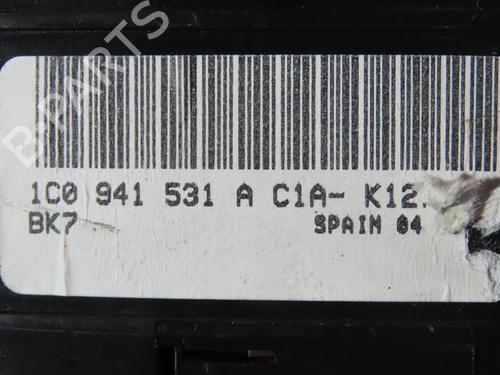 B-PARTS
1C0 941 531 A C1A- K12.
BK7 SPAIN 04